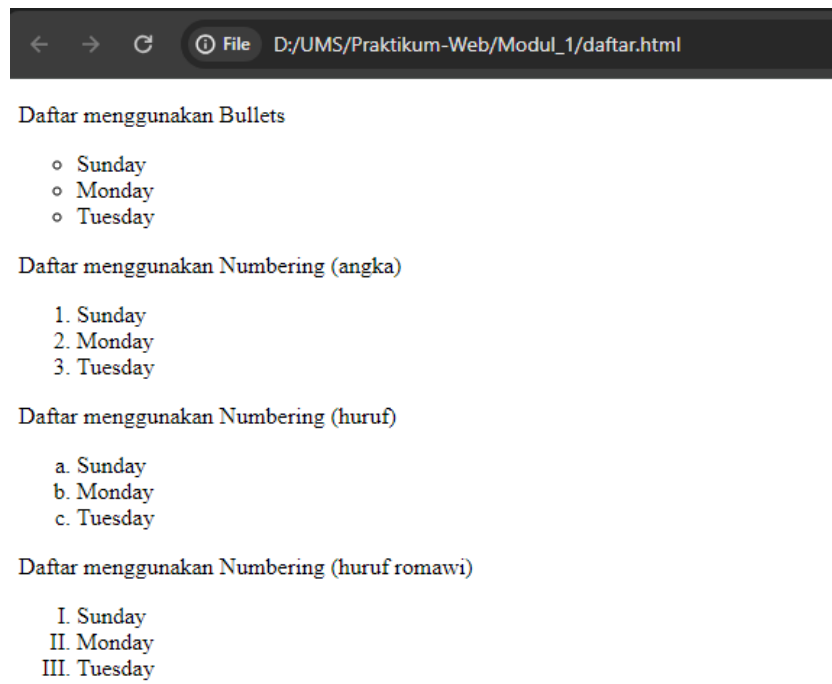 File D:/UMS/Praktikum-Web/Modul_1/daftar.html
Daftar menggunakan Bullets
Sunday
Monday
Tuesday
Daftar menggunakan Numbering (angka)
1. Sunday
2. Monday
3. Tuesday
Daftar menggunakan Numbering (huruf)
a. Sunday
b. Monday
c. Tuesday
Daftar menggunakan Numbering (huruf romawi)
I. Sunday
II. Monday
III. Tuesday